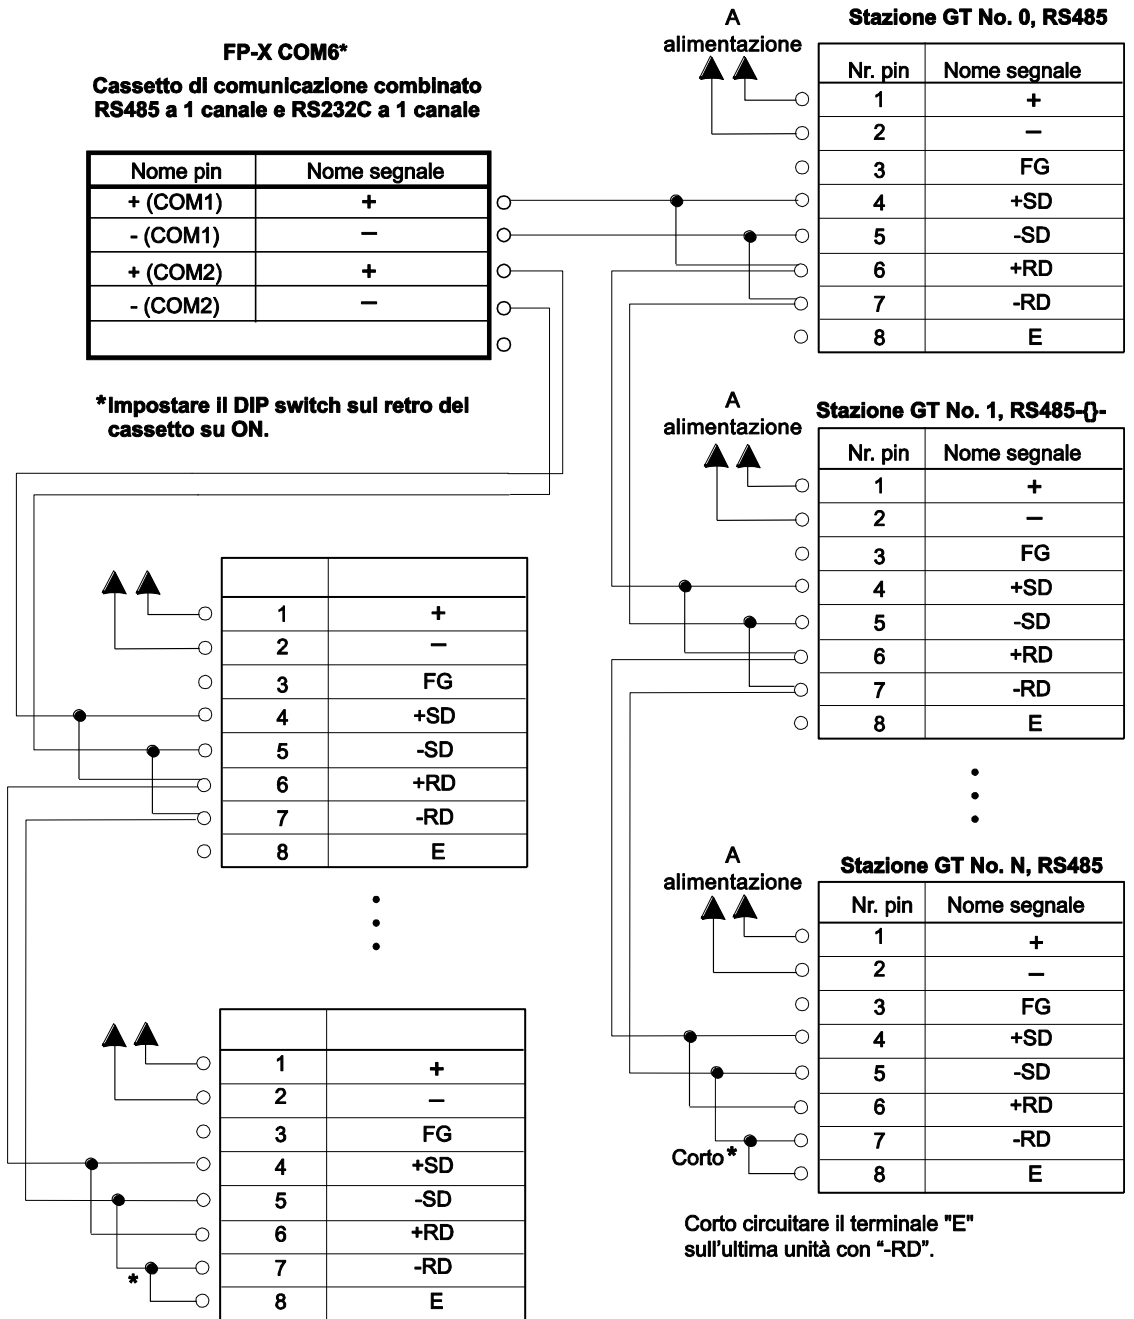 FP-X COM6*
Cassetto di comunicazione combinato
RS485 a 1 canale e RS232C a 1 canale
Nome pin Nome segnale
+ (COM1) +
- (COM1) −
+ (COM2) +
- (COM2) −
*Impostare il DIP switch sul retro del
cassetto su ON.
1 +
2 −
3 FG
4 +SD
5 -SD
6 +RD
7 -RD
8 E
1 +
2 −
3 FG
4 +SD
5 -SD
6 +RD
7 -RD
8 E
*
A
alimentazione
Stazione GT No. 0, RS485
Nr. pin Nome segnale
1 +
2 −
3 FG
4 +SD
5 -SD
6 +RD
7 -RD
8 E
A
alimentazione
Stazione GT No. 1, RS485-{}-
Nr. pin Nome segnale
1 +
2 −
3 FG
4 +SD
5 -SD
6 +RD
7 -RD
8 E
A
alimentazione
Stazione GT No. N, RS485
Nr. pin Nome segnale
1 +
2 −
3 FG
4 +SD
5 -SD
6 +RD
7 -RD
8 E
Corto*
Corto circuitare il terminale "E"
sull'ultima unità con “-RD”.